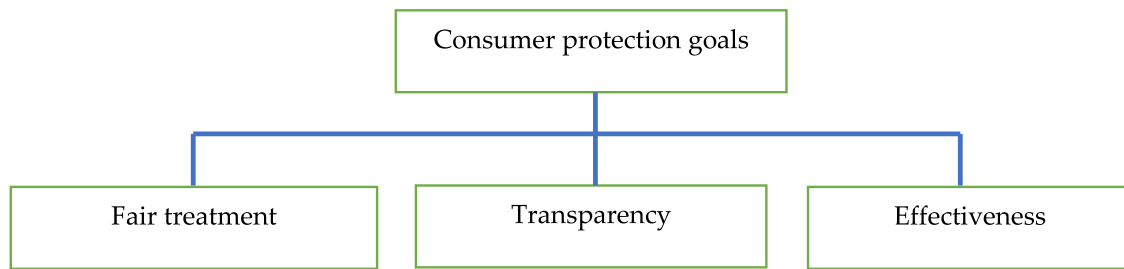 Consumer protection goals
Fair treatment
Transparency
Effectiveness